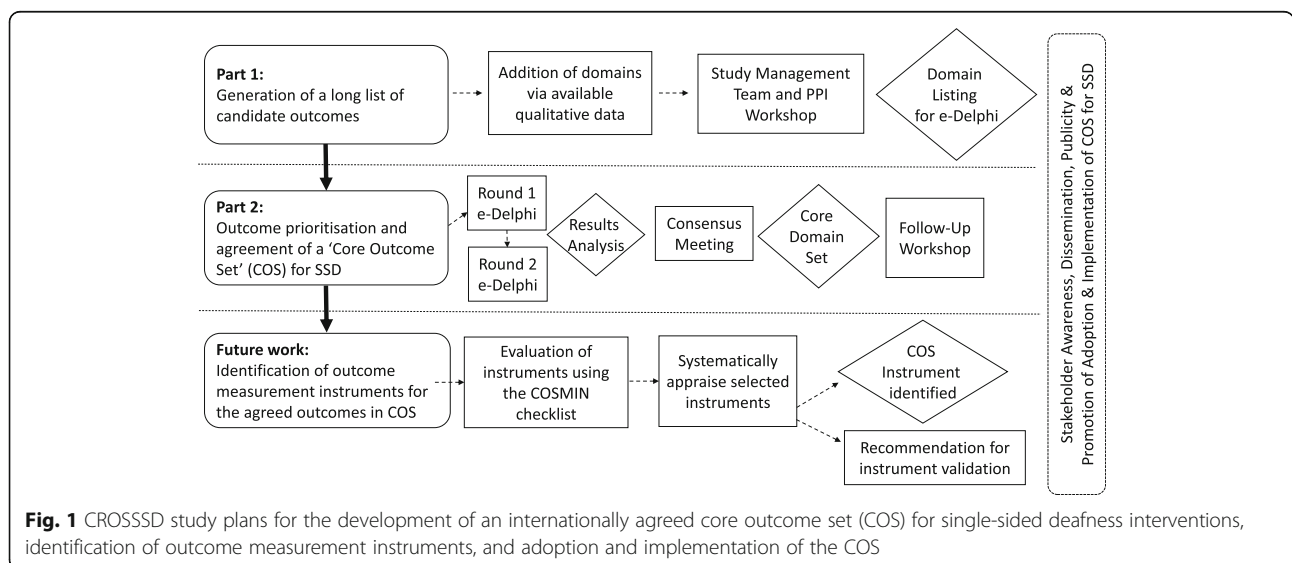 Part 1:
Generation of a long list of
candidate outcomes
Addition of domains
via available
qualitative data
Study Management
Team and PPI
Workshop
Domain
Listing
for e-Delphi
Part 2:
Outcome prioritisation and
agreement of a 'Core Outcome
Set' (COS) for SSD
Round 1
e-Delphi
Round 2
e-Delphi
Results
Analysis
Consensus
Meeting
Core
Domain
Set
Follow-Up
Workshop
Future work:
Identification of outcome
measurement instruments for
the agreed outcomes in COS
Evaluation of
instruments using
the COSMIN
checklist
Systematically
appraise selected
instruments
COS
Instrument
identified
Recommendation for
instrument validation
Stakeholder Awareness, Dissemination, Publicity &
Promotion of Adoption & Implementation of COS for SSD
Fig. 1 CROSSSD study plans for the development of an internationally agreed core outcome set (COS) for single-sided deafness interventions,
identification of outcome measurement instruments, and adoption and implementation of the COS